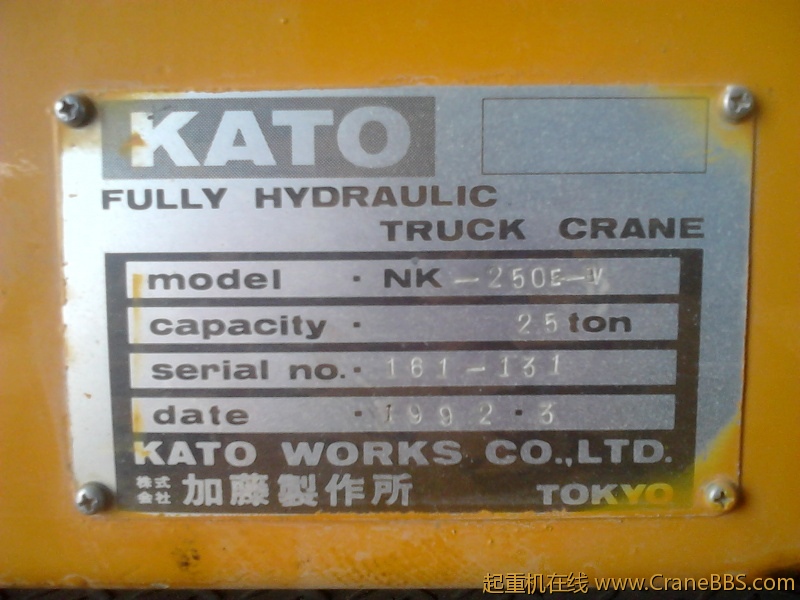 KATO
FULLY HYDRAULIC
TRUCK CRANE
model · NK -250E-V
capacity · 25 ton
serial no. · 161-131
date · 1992·3
KATO WORKS CO.,LTD.
株式会社 加藤製作所 TOKYO
起重机在线 www.CraneBBS.com